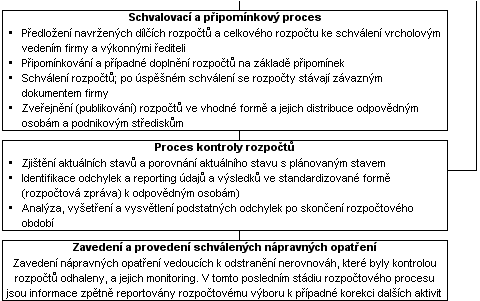 Schvalovací a připomínkový proces
▪ Předložení navržených dílčích rozpočtů a celkového rozpočtu ke schválení vrcholovým
vedením firmy a výkonnými řediteli
▪ Připomínkování a případné doplnění rozpočtů na základě připomínek
▪ Schválení rozpočtů; po úspěšném schválení se rozpočty stávají závazným
dokumentem firmy
▪ Zveřejnění (publikování) rozpočtů ve vhodné formě a jejich distribuce odpovědným
osobám a podnikovým střediskům
Proces kontroly rozpočtů
▪ Zjištění aktuálních stavů a porovnání aktuálního stavu s plánovaným stavem
▪ Identifikace odchylek a reporting údajů a výsledků ve standardizované formě
(rozpočtová zpráva) k odpovědným osobám)
▪ Analýza, vyšetření a vysvětlení podstatných odchylek po skončení rozpočtového
období
Zavedení a provedení schválených nápravných opatření
Zavedení nápravných opatření vedoucích k odstranění nerovnováh, které byly kontrolou
rozpočtů odhaleny, a jejich monitoring. V tomto posledním stádiu rozpočtového procesu
jsou informace zpětně reportovány rozpočtovému výboru k případné korekci dalších aktivit